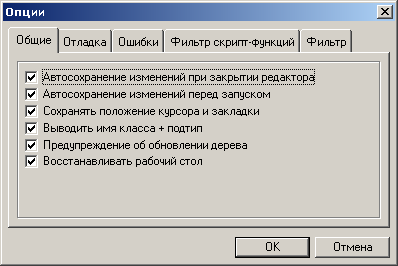 Опции
Общие Отладка Ошибки Фильтр скрипт-функций Фильтр
Автосохранение изменений при закрытии редактора
Автосохранение изменений перед запуском
Сохранять положение курсора и закладки
Выводить имя класса + подтип
Предупреждение об обновлении дерева
Восстанавливать рабочий стол
OK Отмена